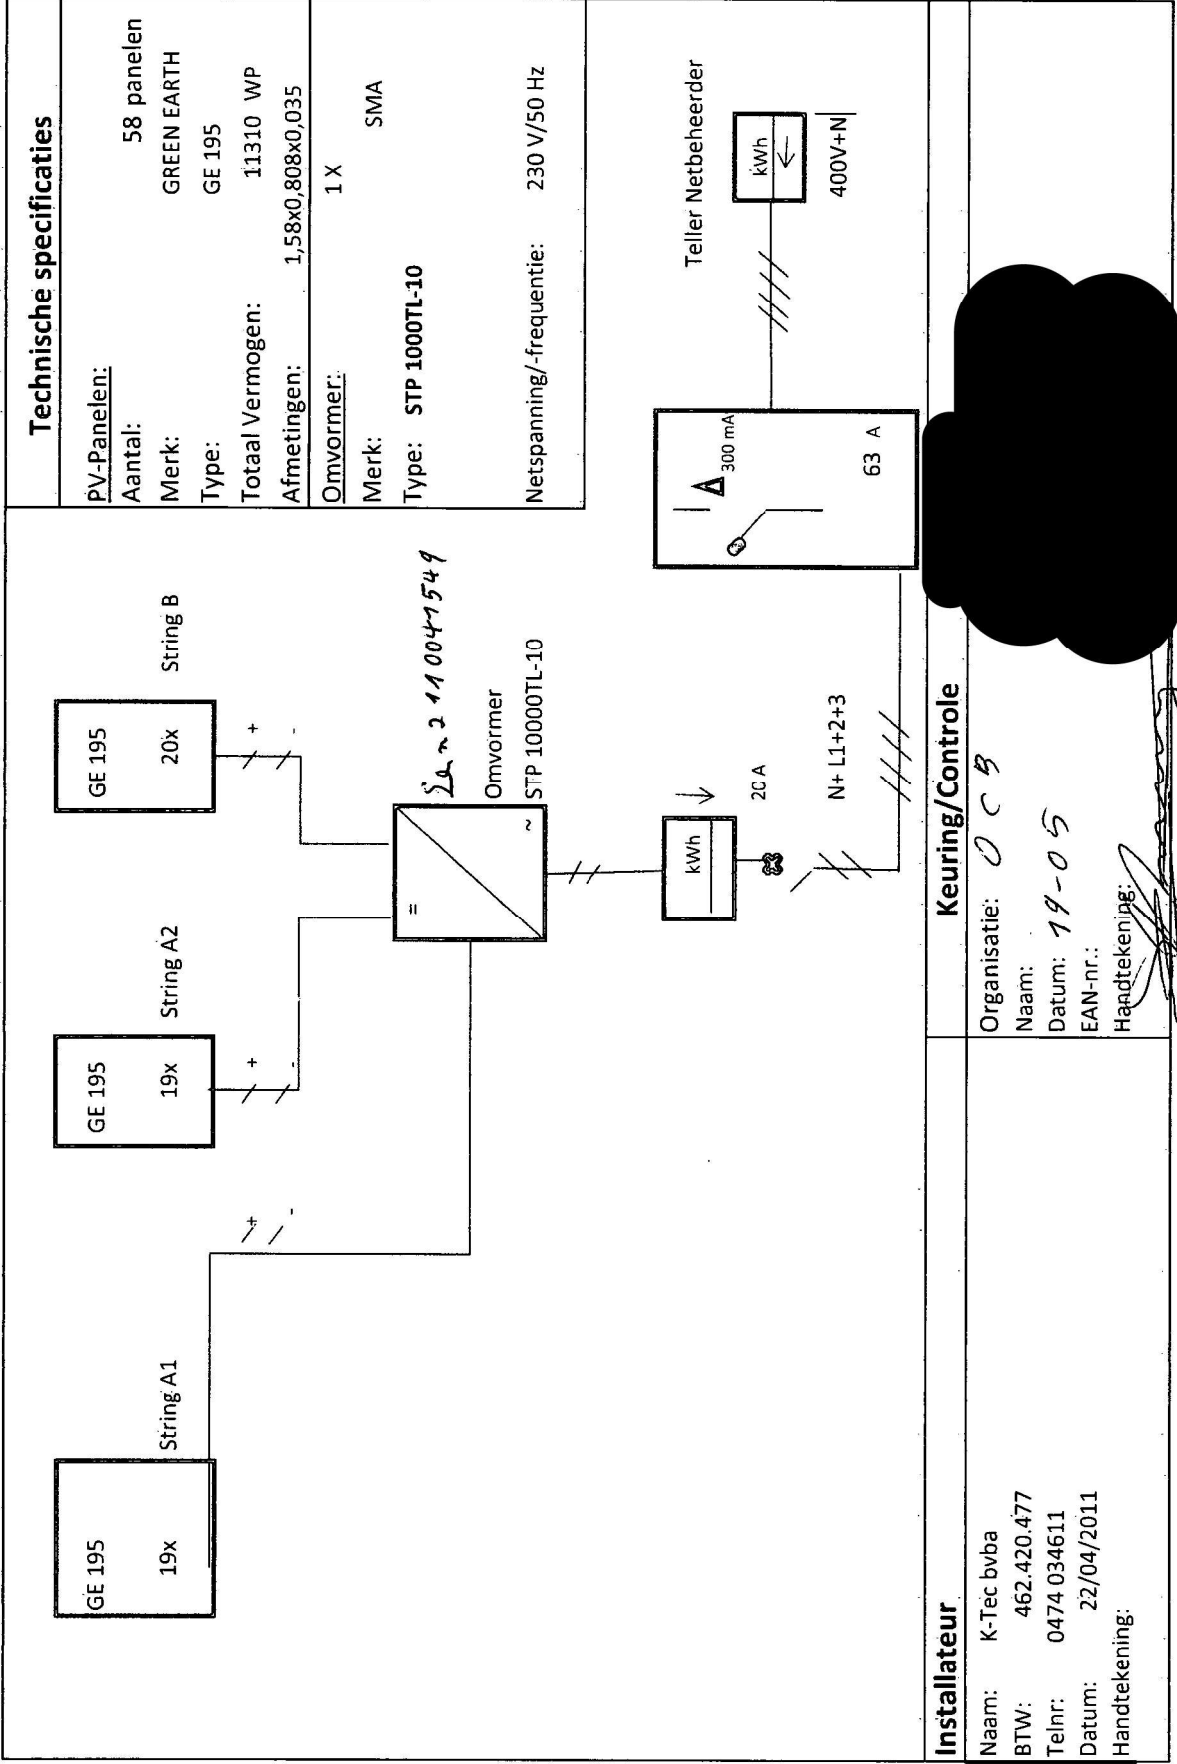 Technische specificaties
PV-Panelen:
Aantal: 58 panelen
Merk: GREEN EARTH
Type: GE 195
Totaal Vermogen: 11310 WP
Afmetingen: 1,58x0,808x0,035
Omvormer: 1 X
Merk: SMA
Type: STP 1000TL-10
Netspanning/-frequentie: 230 V/50 Hz
GE 195
19x
String A1
+
-
GE 195
19x
String A2
+
-
GE 195
20x
String B
+
-
=
~
2110041549
Omvormer
STP 10000TL-10
kWh
20 A
N+ L1+2+3
300 mA
63 A
Teller Netbeheerder
kWh
400V+N
Installateur
Naam: K-Tec bvba
BTW: 462.420.477
Telnr: 0474 034611
Datum: 22/04/2011
Handtekening:
Keuring/Controle
Organisatie: OCB
Naam:
Datum: 19-05
EAN-nr.:
Handtekening: